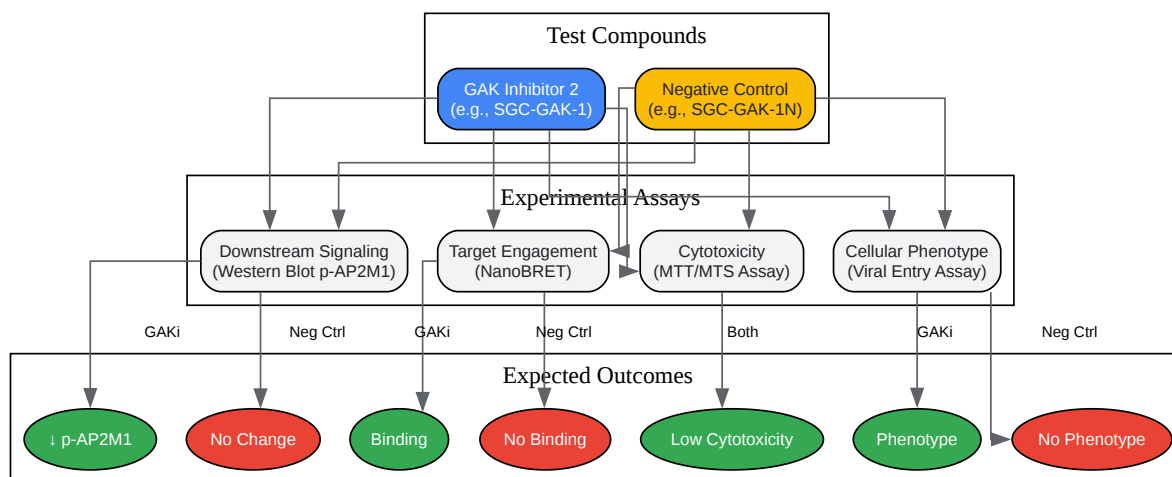 Test Compounds
GAK Inhibitor 2
(e.g., SGC-GAK-1)
Negative Control
(e.g., SGC-GAK-1N)
Experimental Assays
Downstream Signaling
(Western Blot p-AP2M1)
Target Engagement
(NanoBRET)
Cytotoxicity
(MTT/MTS Assay)
Cellular Phenotype
(Viral Entry Assay)
GAKi
Neg Ctrl
GAKi
Neg Ctrl
Both
GAKi
Neg Ctrl
Expected Outcomes
↓ p-AP2M1
No Change
Binding
No Binding
Low Cytotoxicity
Phenotype
No Phenotype